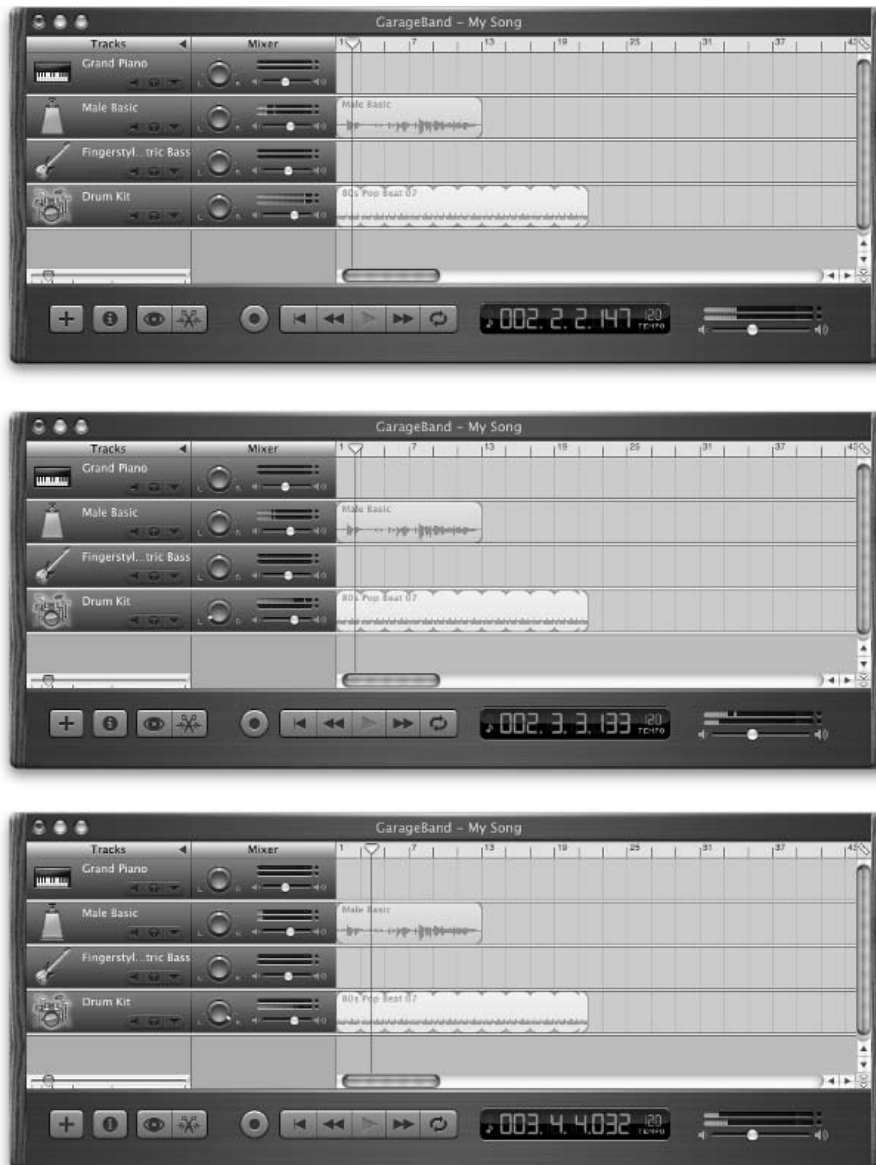 GarageBand – My Song
Tracks Mixer 1 7 13 19 25 31 37 43
Grand Piano
L R
Male Basic Male Basic
L R
Fingerstyl...tric Bass
L R
Drum Kit 80s Pop Beat 07
L R
002. 2. 2. 147 120
TEMPO
GarageBand – My Song
Tracks Mixer 1 7 13 19 25 31 37 43
Grand Piano
L R
Male Basic Male Basic
L R
Fingerstyl...tric Bass
L R
Drum Kit 80s Pop Beat 07
L R
002. 3. 3. 133 120
TEMPO
GarageBand – My Song
Tracks Mixer 1 7 13 19 25 31 37 43
Grand Piano
L R
Male Basic Male Basic
L R
Fingerstyl...tric Bass
L R
Drum Kit 80s Pop Beat 07
L R
003. 4. 4.032 120
TEMPO